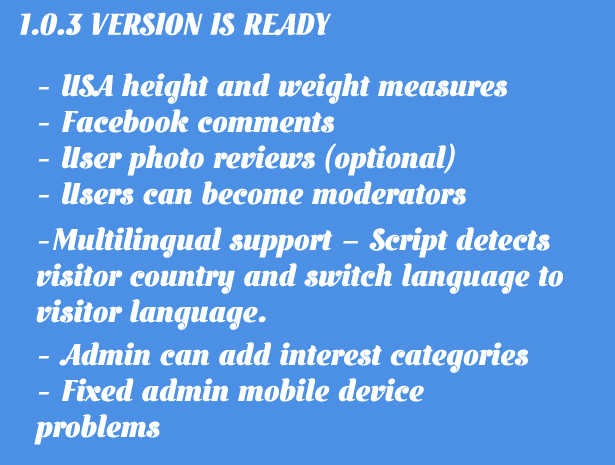 1.0.3 VERSION IS READY
- USA height and weight measures
- Facebook comments
- User photo reviews (optional)
- Users can become moderators
-Multilingual support – Script detects
visitor country and switch language to
visitor language.
- Admin can add interest categories
- Fixed admin mobile device
problems